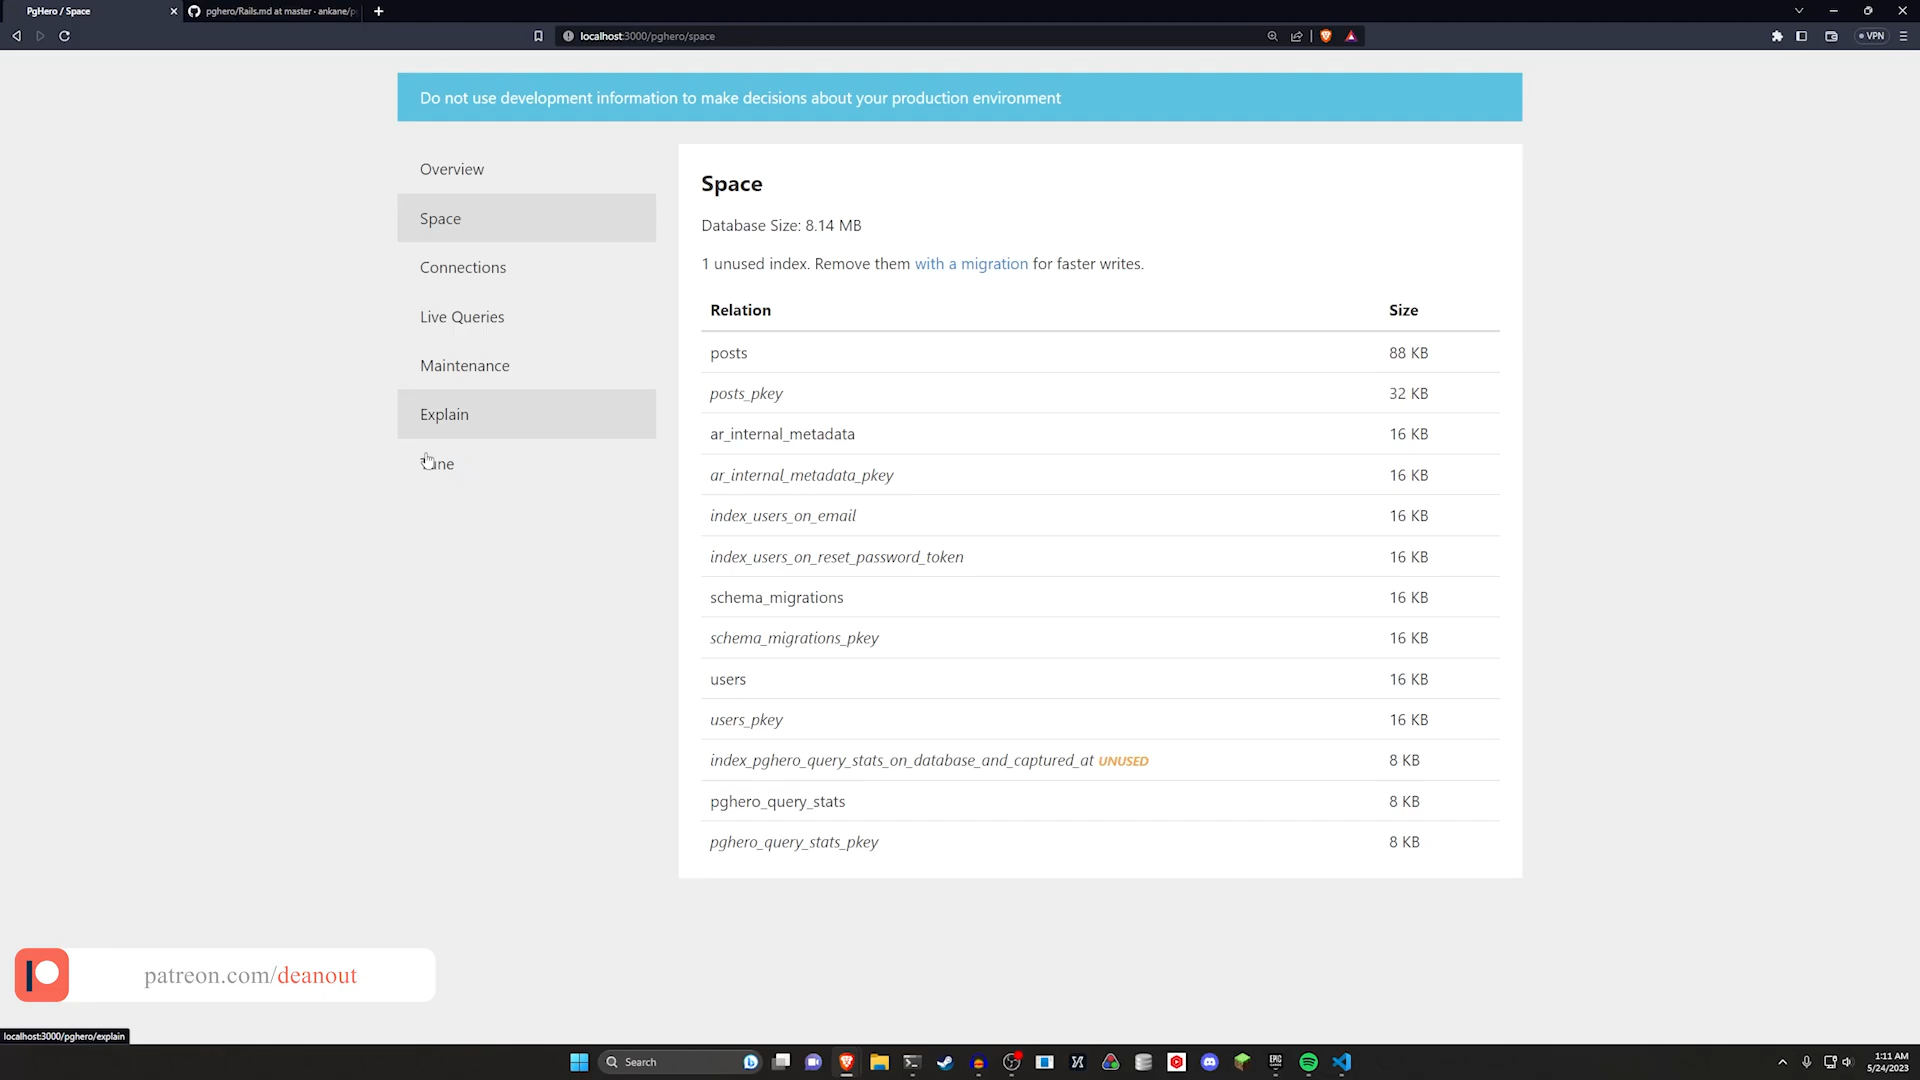 PgHero / Space
pghero/Rails.md at master · ankane/p
localhost:3000/pghero/space
VPN
Do not use development information to make decisions about your production environment
Overview
Space
Connections
Live Queries
Maintenance
Explain
Space
Database Size: 8.14 MB
1 unused index. Remove them with a migration for faster writes.
Relation Size
posts 88 KB
posts_pkey 32 KB
ar_internal_metadata 16 KB
ar_internal_metadata_pkey 16 KB
index_users_on_email 16 KB
index_users_on_reset_password_token 16 KB
schema_migrations 16 KB
schema_migrations_pkey 16 KB
users 16 KB
users_pkey 16 KB
index_pghero_query_stats_on_database_and_captured_at UNUSED 8 KB
pghero_query_stats 8 KB
pghero_query_stats_pkey 8 KB
patreon.com/deanout
localhost:3000/pghero/explain
Search
EPIC
1:11 AM
5/24/2023